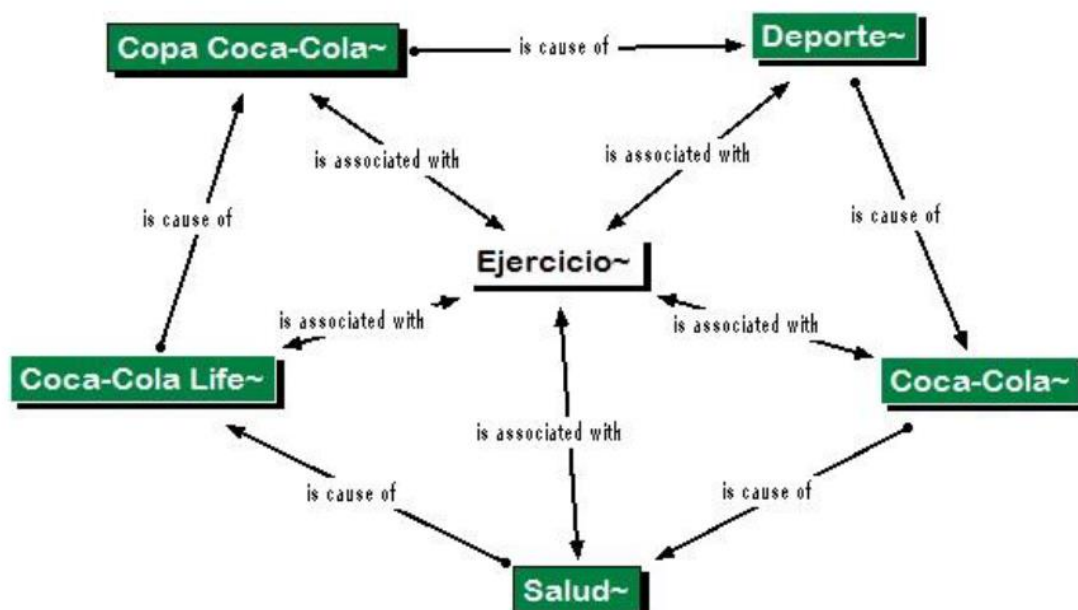 Copa Coca-Cola~
is cause of
Deporte~
is associated with
is associated with
is cause of
is cause of
Ejercicio~
is associated with
is associated with
Coca-Cola Life~
Coca-Cola~
is associated with
is cause of
is cause of
Salud~